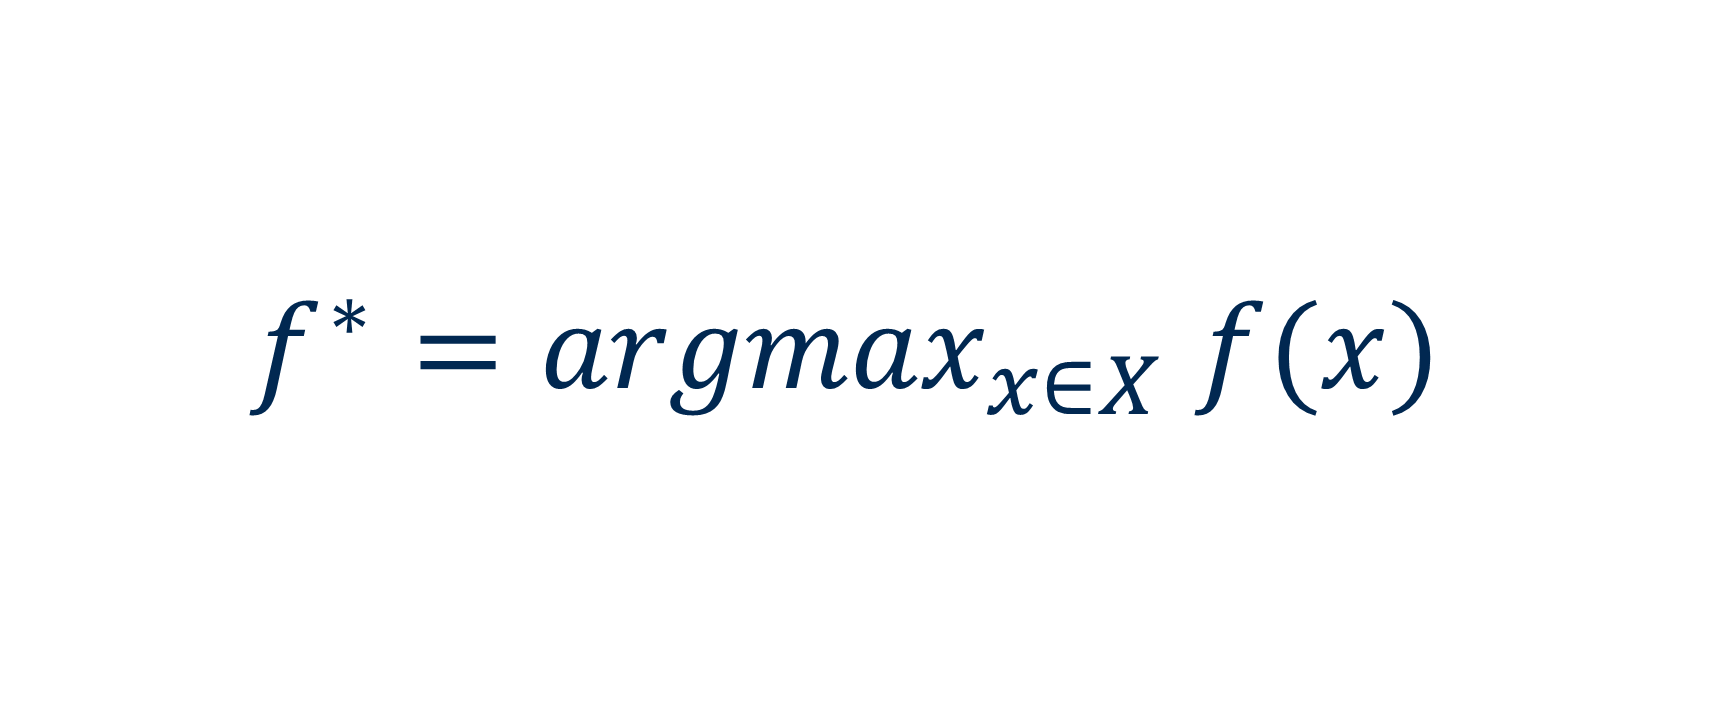 f* = argmax_{x∈X} f(x)